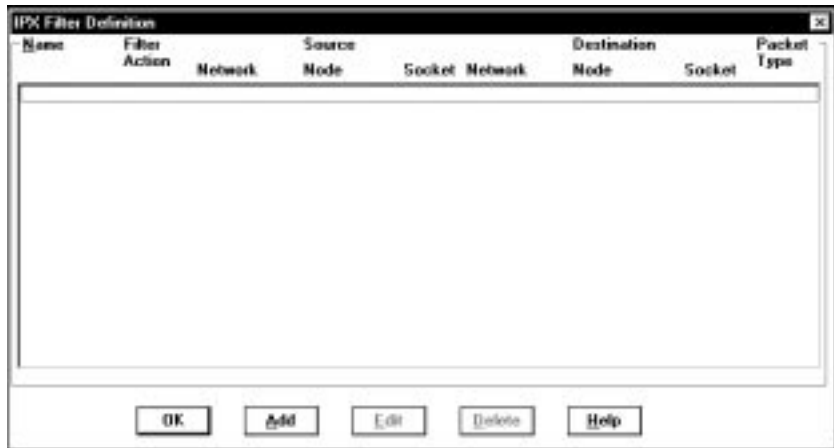 IPX Filter Definition
Name Filter Action Source Destination Packet Type
Network Node Socket Network Node Socket
OK Add Edit Delete Help